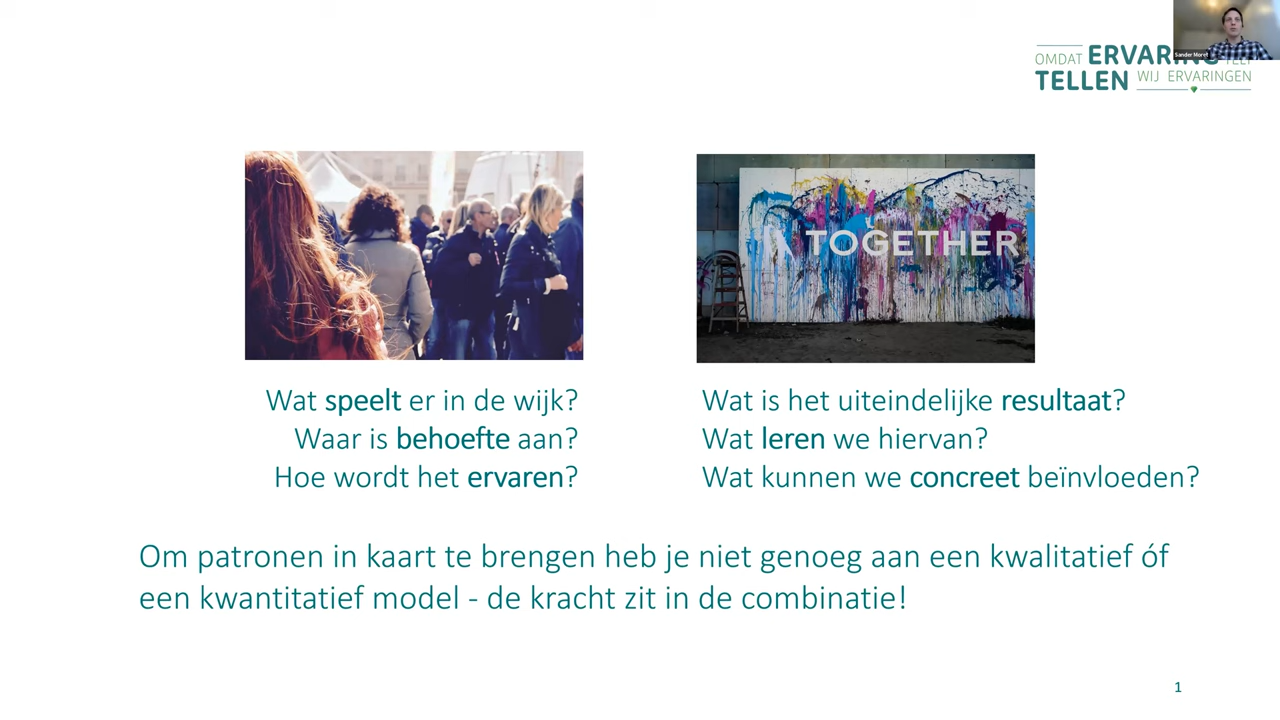 Sander Moret
OMDAT ERVARING TELT
TELLEN WIJ ERVARINGEN
TOGETHER
Wat speelt er in de wijk?
Waar is behoefte aan?
Hoe wordt het ervaren?
Wat is het uiteindelijke resultaat?
Wat leren we hiervan?
Wat kunnen we concreet beïnvloeden?
Om patronen in kaart te brengen heb je niet genoeg aan een kwalitatief óf
een kwantitatief model - de kracht zit in de combinatie!
1